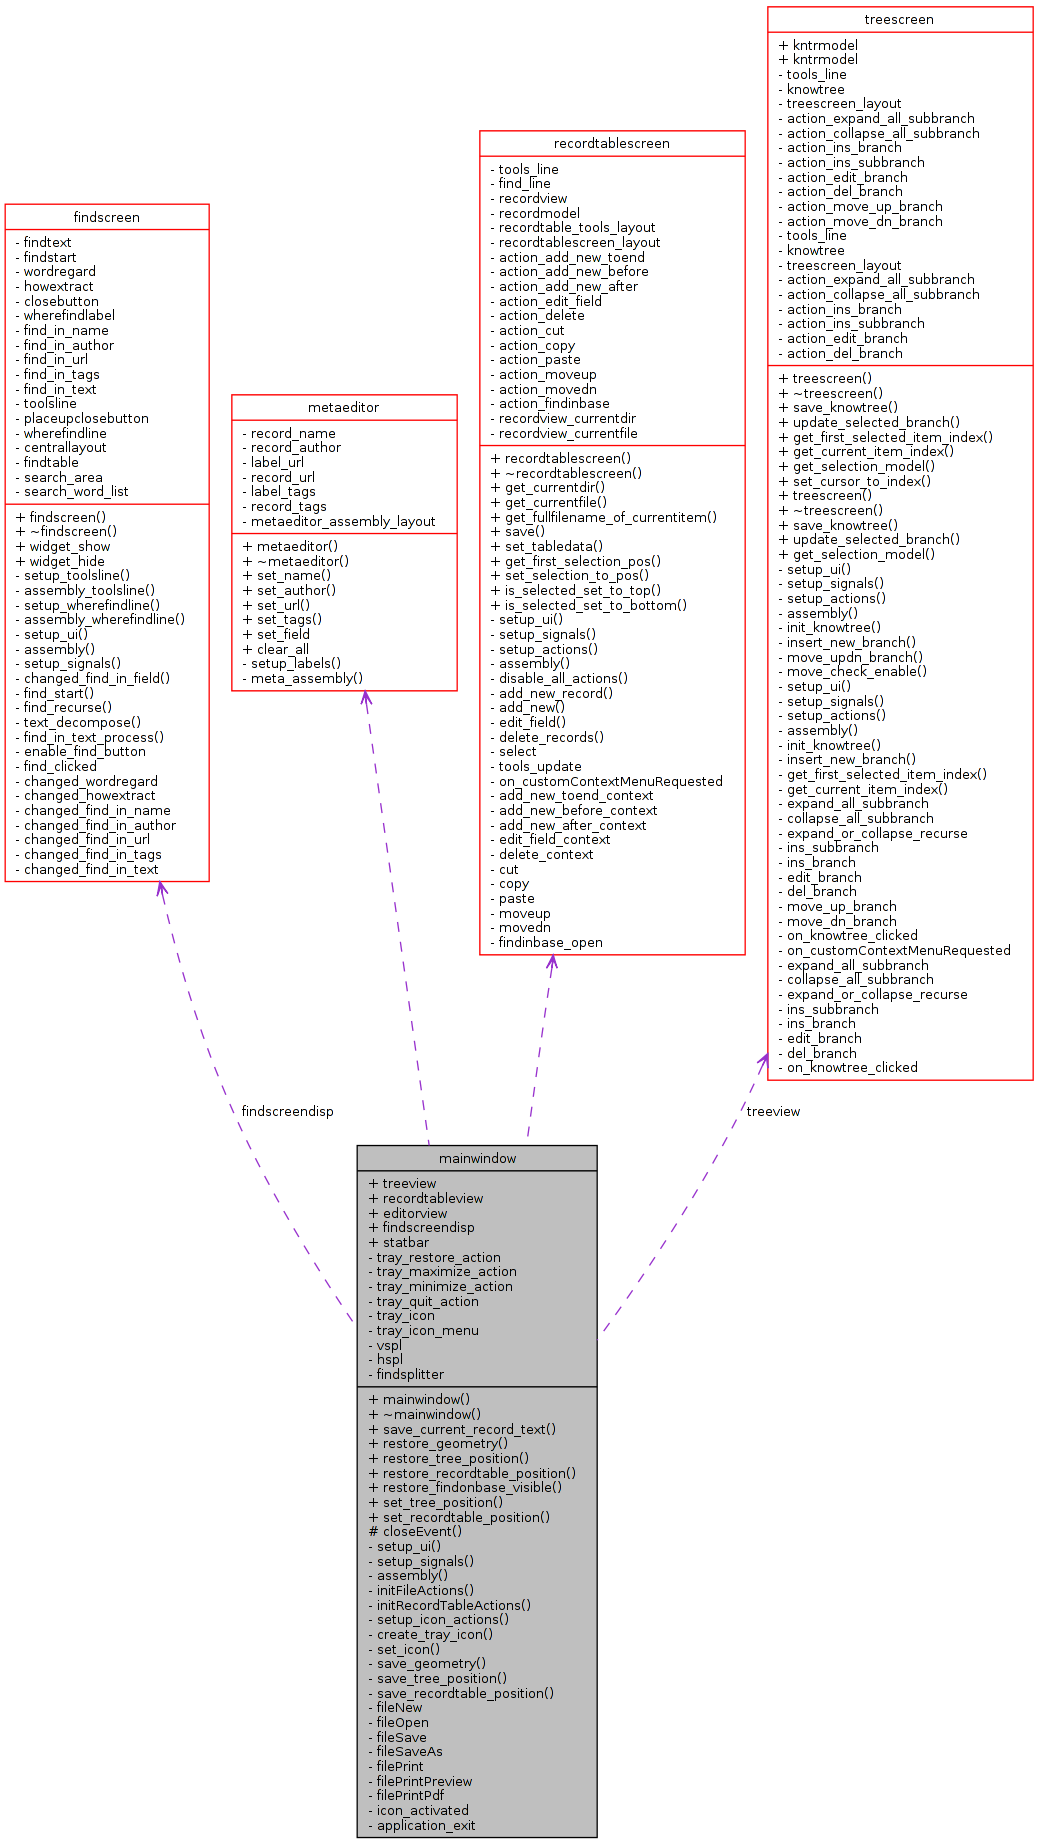 treescreen
+ kntrmodel
+ kntrmodel
- tools_line
- knowtree
- treescreen_layout
- action_expand_all_subbranch
- action_collapse_all_subbranch
- action_ins_branch
- action_ins_subbranch
- action_edit_branch
- action_del_branch
- action_move_up_branch
- action_move_dn_branch
- tools_line
- knowtree
- treescreen_layout
- action_expand_all_subbranch
- action_collapse_all_subbranch
- action_ins_branch
- action_ins_subbranch
- action_edit_branch
- action_del_branch
+ treescreen()
+ ~treescreen()
+ save_knowtree()
+ update_selected_branch()
+ get_first_selected_item_index()
+ get_current_item_index()
+ get_selection_model()
+ set_cursor_to_index()
+ treescreen()
+ ~treescreen()
+ save_knowtree()
+ update_selected_branch()
+ get_selection_model()
- setup_ui()
- setup_signals()
- setup_actions()
- assembly()
- init_knowtree()
- insert_new_branch()
- move_updn_branch()
- move_check_enable()
- setup_ui()
- setup_signals()
- setup_actions()
- assembly()
- init_knowtree()
- insert_new_branch()
- get_first_selected_item_index()
- get_current_item_index()
- expand_all_subbranch
- collapse_all_subbranch
- expand_or_collapse_recurse
- ins_subbranch
- ins_branch
- edit_branch
- del_branch
- move_up_branch
- move_dn_branch
- on_knowtree_clicked
- on_customContextMenuRequested
- expand_all_subbranch
- collapse_all_subbranch
- expand_or_collapse_recurse
- ins_subbranch
- ins_branch
- edit_branch
- del_branch
- on_knowtree_clicked
recordtablescreen
- tools_line
- find_line
- recordview
- recordmodel
- recordtable_tools_layout
- recordtablescreen_layout
- action_add_new_toend
- action_add_new_before
- action_add_new_after
- action_edit_field
- action_delete
- action_cut
- action_copy
- action_paste
- action_moveup
- action_movedn
- action_findinbase
- recordview_currentdir
- recordview_currentfile
+ recordtablescreen()
+ ~recordtablescreen()
+ get_currentdir()
+ get_currentfile()
+ get_fullfilename_of_currentitem()
+ save()
+ set_tabledata()
+ get_first_selection_pos()
+ set_selection_to_pos()
+ is_selected_set_to_top()
+ is_selected_set_to_bottom()
- setup_ui()
- setup_signals()
- setup_actions()
- assembly()
- disable_all_actions()
- add_new_record()
- add_new()
- edit_field()
- delete_records()
- select
- tools_update
- on_customContextMenuRequested
- add_new_toend_context
- add_new_before_context
- add_new_after_context
- edit_field_context
- delete_context
- cut
- copy
- paste
- moveup
- movedn
- findinbase_open
findscreen
- findtext
- findstart
- wordregard
- howextract
- closebutton
- wherefindlabel
- find_in_name
- find_in_author
- find_in_url
- find_in_tags
- find_in_text
- toolsline
- placeupclosebutton
- wherefindline
- centrallayout
- findtable
- search_area
- search_word_list
+ findscreen()
+ ~findscreen()
+ widget_show
+ widget_hide
- setup_toolsline()
- assembly_toolsline()
- setup_wherefindline()
- assembly_wherefindline()
- setup_ui()
- assembly()
- setup_signals()
- changed_find_in_field()
- find_start()
- find_recurse()
- text_decompose()
- find_in_text_process()
- enable_find_button
- find_clicked
- changed_wordregard
- changed_howextract
- changed_find_in_name
- changed_find_in_author
- changed_find_in_url
- changed_find_in_tags
- changed_find_in_text
metaeditor
- record_name
- record_author
- label_url
- record_url
- label_tags
- record_tags
- metaeditor_assembly_layout
+ metaeditor()
+ ~metaeditor()
+ set_name()
+ set_author()
+ set_url()
+ set_tags()
+ set_field
+ clear_all
- setup_labels()
- meta_assembly()
findscreendisp
treeview
mainwindow
+ treeview
+ recordtableview
+ editorview
+ findscreendisp
+ statbar
- tray_restore_action
- tray_maximize_action
- tray_minimize_action
- tray_quit_action
- tray_icon
- tray_icon_menu
- vspl
- hspl
- findsplitter
+ mainwindow()
+ ~mainwindow()
+ save_current_record_text()
+ restore_geometry()
+ restore_tree_position()
+ restore_recordtable_position()
+ restore_findonbase_visible()
+ set_tree_position()
+ set_recordtable_position()
# closeEvent()
- setup_ui()
- setup_signals()
- assembly()
- initFileActions()
- initRecordTableActions()
- setup_icon_actions()
- create_tray_icon()
- set_icon()
- save_geometry()
- save_tree_position()
- save_recordtable_position()
- fileNew
- fileOpen
- fileSave
- fileSaveAs
- filePrint
- filePrintPreview
- filePrintPdf
- icon_activated
- application_exit